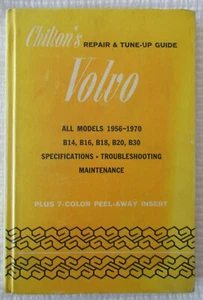 Chilton's REPAIR & TUNE-UP GUIDE
Volvo
ALL MODELS 1956-1970
B14, B16, B18, B20, B30
SPECIFICATIONS • TROUBLESHOOTING
MAINTENANCE
PLUS 7-COLOR PEEL-AWAY INSERT